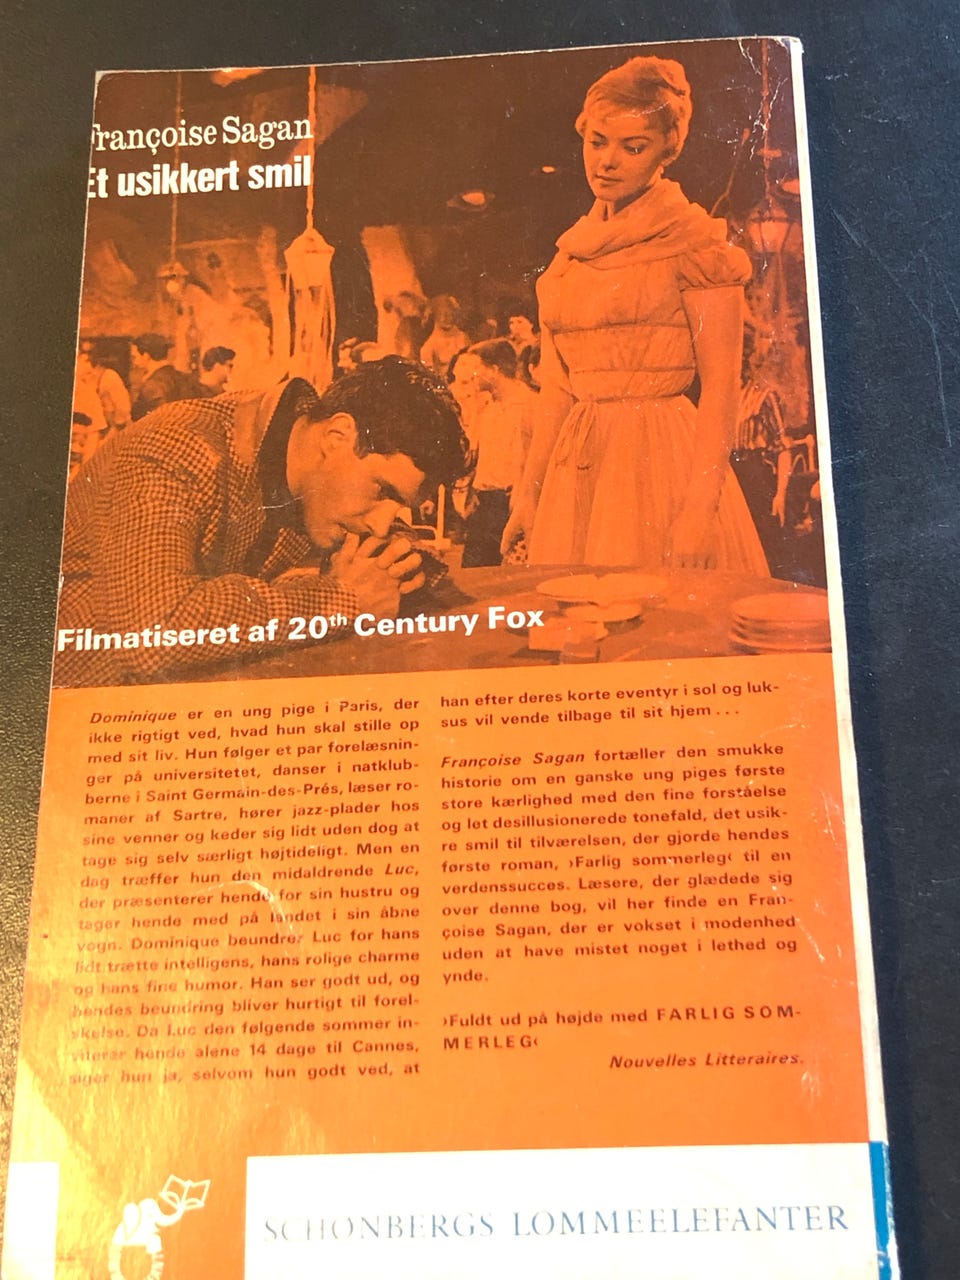 Françoise Sagan
Et usikkert smil
Filmatiseret af 20th Century Fox
Dominique er en ung pige i Paris, der
ikke rigtigt ved, hvad hun skal stille op
med sit liv. Hun følger et par forelæsnin-
ger på universitetet, danser i natklub-
berne i Saint Germain-des-Prés, læser ro-
maner af Sartre, hører jazz-plader hos
sine venner og keder sig lidt uden dog at
tage sig selv særligt højtideligt. Men en
dag træffer hun den midaldrende Luc,
der præsenterer hende for sin hustru og
tager hende med på landet i sin åbne
vogn. Dominique beundrer Luc for hans
lidt trætte intelligens, hans rolige charme
og hans fine humor. Han ser godt ud, og
hendes beundring bliver hurtigt til forel-
skelse. Da Luc den følgende sommer in-
viterer hende alene 14 dage til Cannes,
siger hun ja, selvom hun godt ved, at
han efter deres korte eventyr i sol og luk-
sus vil vende tilbage til sit hjem...
Françoise Sagan fortæller den smukke
historie om en ganske ung piges første
store kærlighed med den fine forståelse
og let desillusionerede tonefald, det usik-
re smil til tilværelsen, der gjorde hendes
første roman, ›Farlig sommerleg‹ til en
verdenssucces. Læsere, der glædede sig
over denne bog, vil her finde en Fran-
çoise Sagan, der er vokset i modenhed
uden at have mistet noget i lethed og
ynde.
›Fuldt ud på højde med FARLIG SOM-
MERLEG‹
Nouvelles Litteraires.
SCHØNBERGS LOMMEELEFANTER